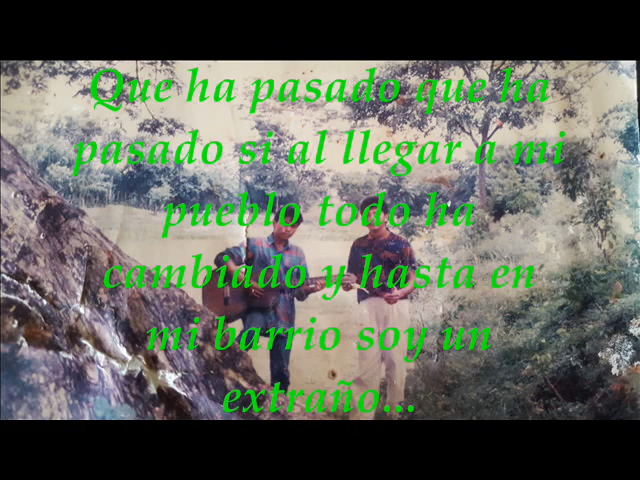 Que ha pasado que ha
pasado si al llegar a mi
pueblo todo ha
cambiado y hasta en
mi barrio soy un
extraño...